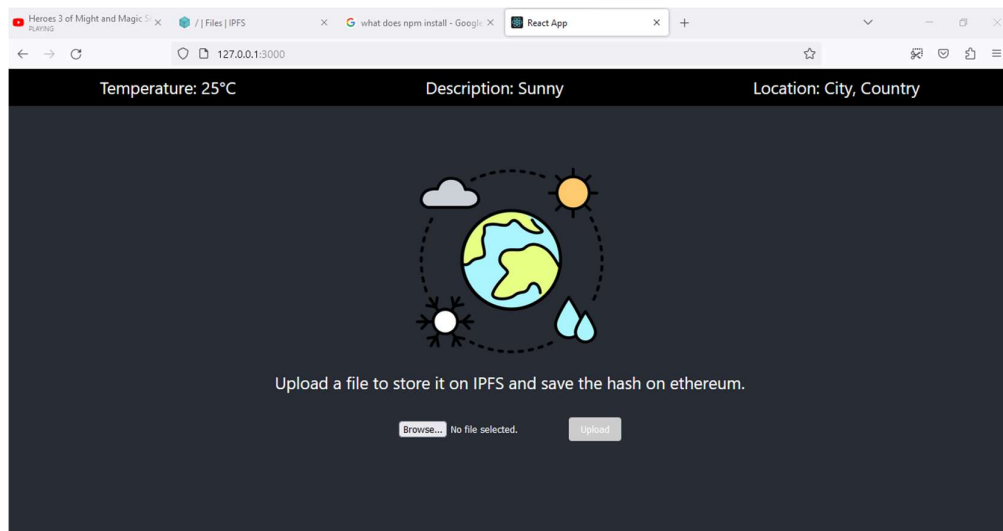 Heroes 3 of Might and Magic S
PLAYING
/ | Files | IPFS
what does npm install - Google
React App
127.0.0.1:3000
Temperature: 25°C
Description: Sunny
Location: City, Country
Upload a file to store it on IPFS and save the hash on ethereum.
Browse... No file selected.
Upload